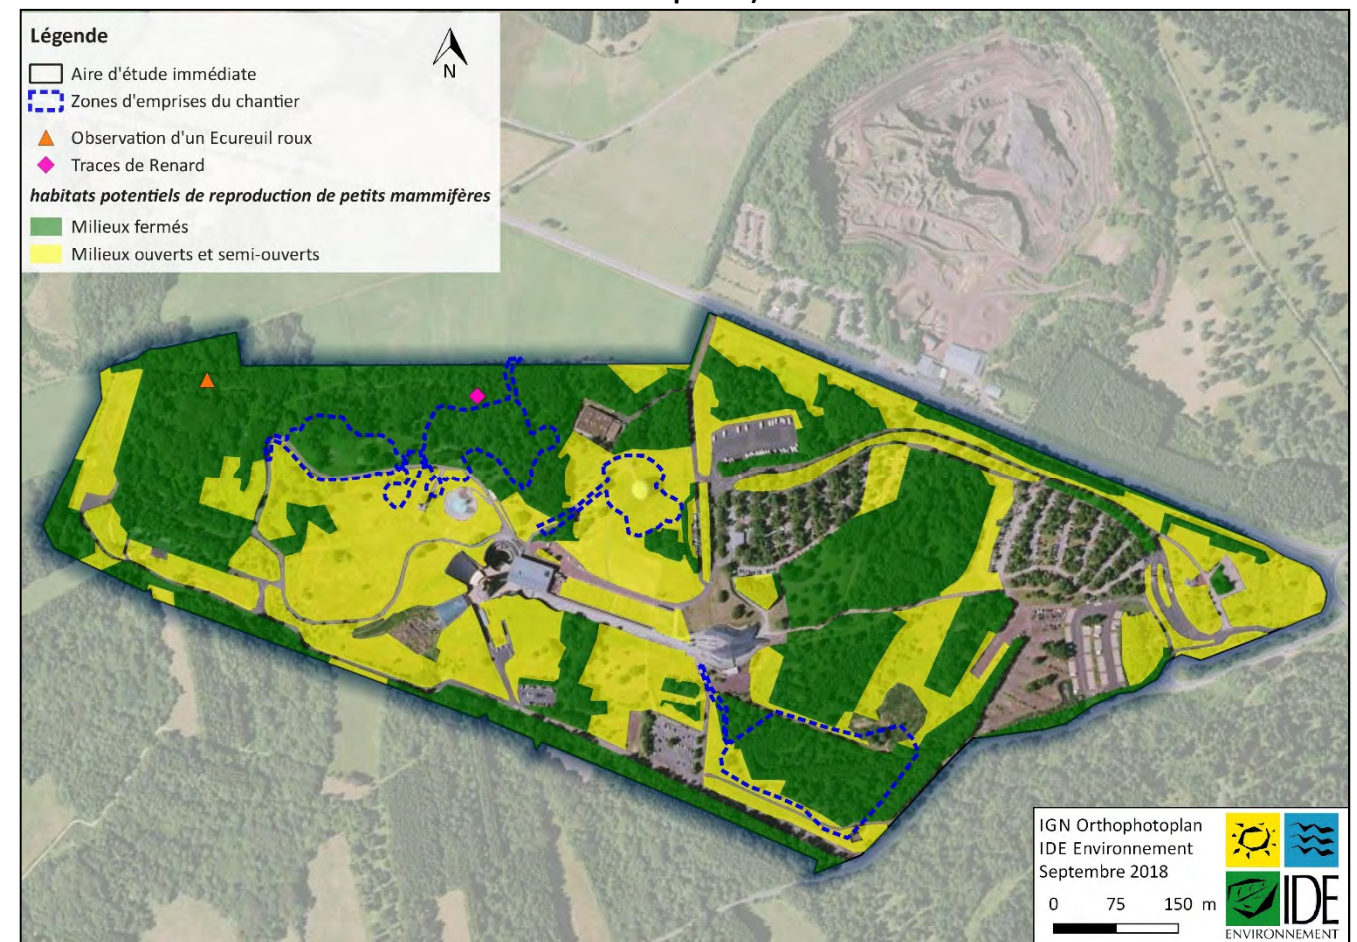 Légende
N
Aire d'étude immédiate
Zones d'emprises du chantier
Observation d'un Ecureuil roux
Traces de Renard
habitats potentiels de reproduction de petits mammifères
Milieux fermés
Milieux ouverts et semi-ouverts
IGN Orthophotoplan
IDE Environnement
Septembre 2018
0 75 150 m
IDE
ENVIRONNEMENT